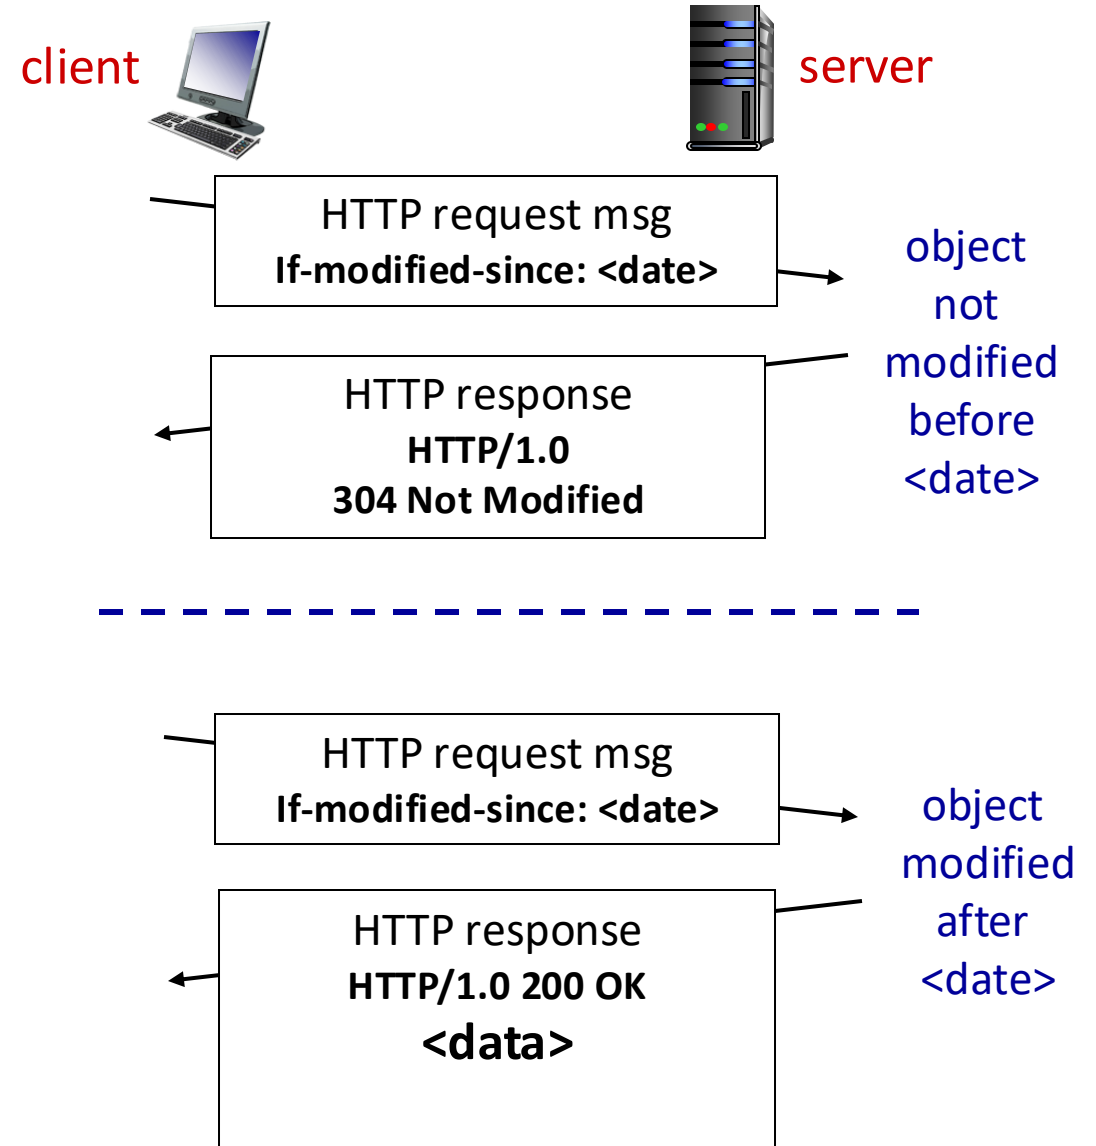 client
server
HTTP request msg
If-modified-since: <date>
object
not
modified
before
<date>
HTTP response
HTTP/1.0
304 Not Modified
HTTP request msg
If-modified-since: <date>
object
modified
after
<date>
HTTP response
HTTP/1.0 200 OK
<data>